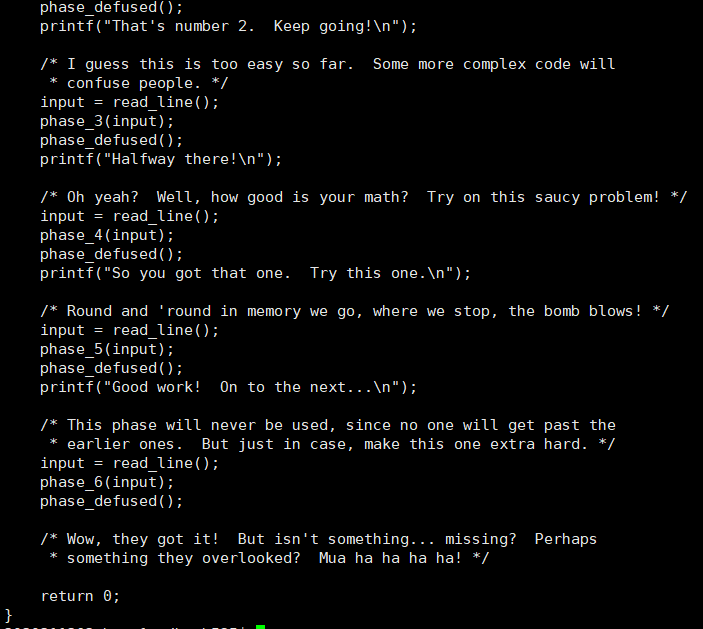 phase_defused();
    printf("That's number 2.  Keep going!\n");

    /* I guess this is too easy so far.  Some more complex code will
     * confuse people. */
    input = read_line();
    phase_3(input);
    phase_defused();
    printf("Halfway there!\n");

    /* Oh yeah?  Well, how good is your math?  Try on this saucy problem! */
    input = read_line();
    phase_4(input);
    phase_defused();
    printf("So you got that one.  Try this one.\n");

    /* Round and 'round in memory we go, where we stop, the bomb blows! */
    input = read_line();
    phase_5(input);
    phase_defused();
    printf("Good work!  On to the next...\n");

    /* This phase will never be used, since no one will get past the
     * earlier ones.  But just in case, make this one extra hard. */
    input = read_line();
    phase_6(input);
    phase_defused();

    /* Wow, they got it!  But isn't something... missing?  Perhaps
     * something they overlooked?  Mua ha ha ha ha! */

    return 0;
}